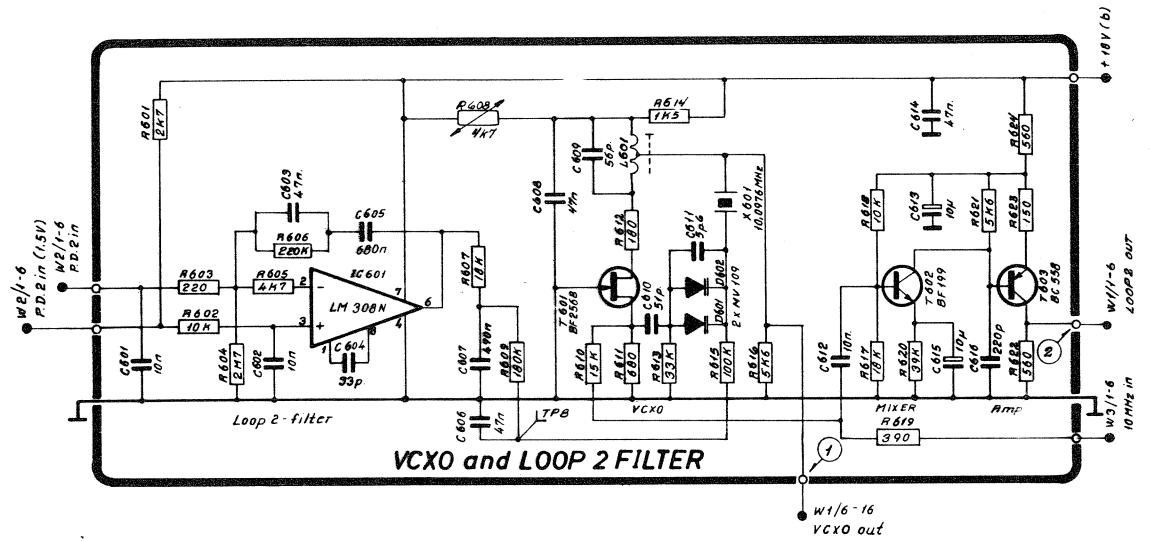 + 18V (b)
R608
4K7
R614
1K5
R601
2K7
C609
56p.
L601
C614
47n.
R624
560
C603
47n.
R606
220K
C605
680n
C608
47n
X601
10,0976MHz
R618
10K
C613
10µ
R621
5K6
R623
150
R612
180
C611
5p6
D602
D601
2 x MV 109
W2/1-6
P.D.2 in (1.5V)
W2/1-6
P.D.2 in
R603
220
R605
4K7
IC601
LM 308N
2
3
7
6
4
1
8
R607
18K
T601
BF256B
C610
51p.
T602
BF199
T603
BC558
W1/1-6
LOOP2 OUT
R602
10K
C601
10n
R604
2M7
C602
10n
C604
33p.
C607
R609
180K
R610
15K
R611
680
R613
33K
R615
100K
R616
5K6
C612
10n.
R617
18K
R620
39K
C615
10µ
C616
220p
R622
560
2
Loop 2-filter
C606
47n
TP8
VCXO
MIXER
Amp
R619
390
W3/1-6
10MHz in
VCXO and LOOP 2 FILTER
1
W1/6-16
VCXO out